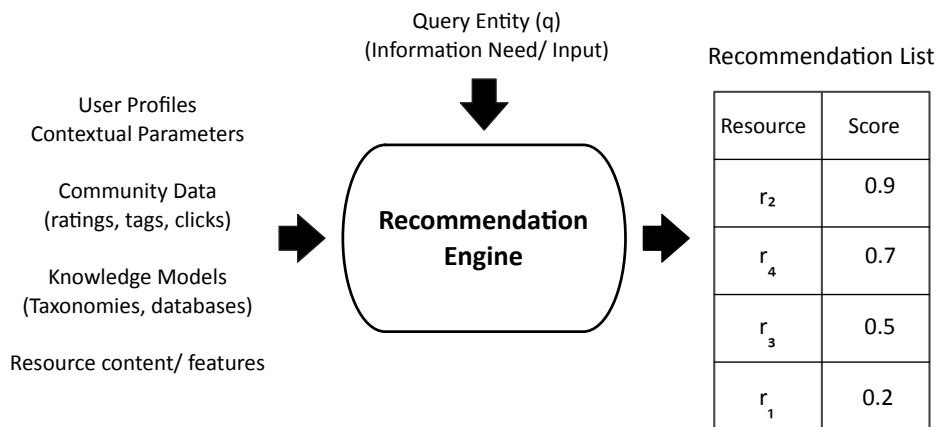 Query Entity (q)
(Information Need/ Input)
Recommendation List
User Profiles
Contextual Parameters
Community Data
(ratings, tags, clicks)
Knowledge Models
(Taxonomies, databases)
Resource content/ features
Recommendation
Engine
Resource Score
r₂ 0.9
r₄ 0.7
r₃ 0.5
r₁ 0.2